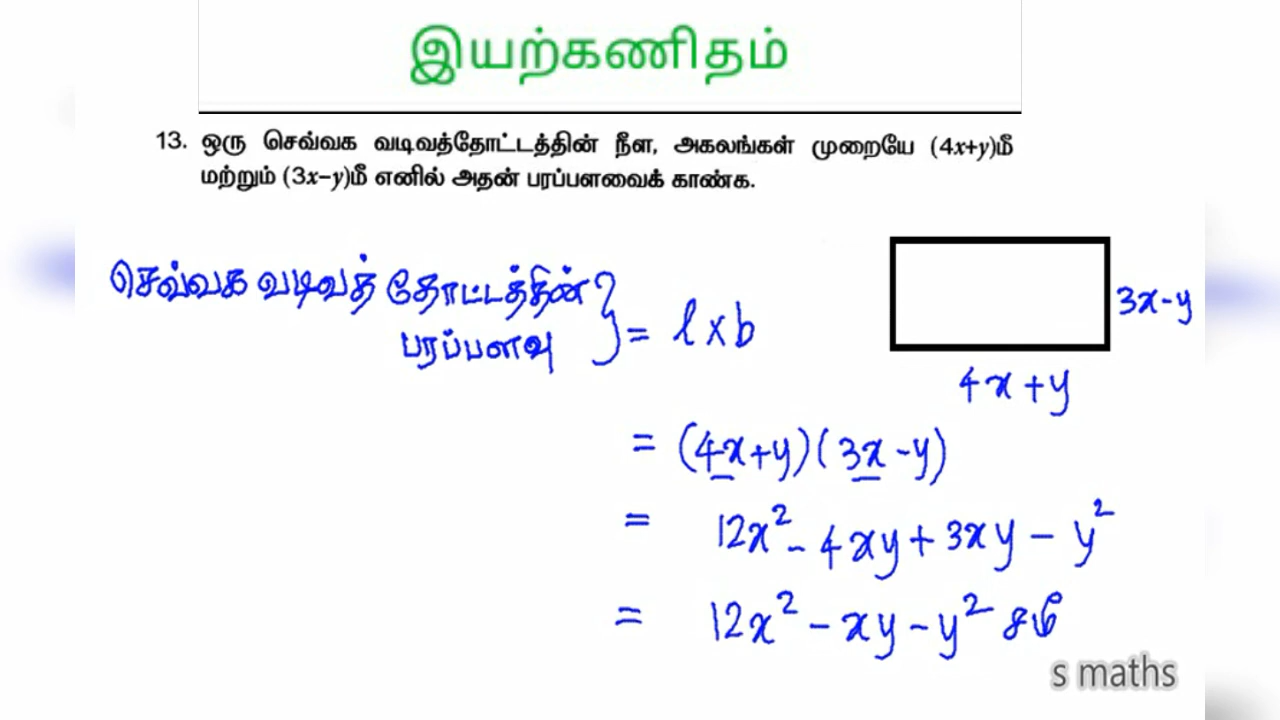 இயற்கணிதம்
13. ஒரு செவ்வக வடிவத்தோட்டத்தின் நீள, அகலங்கள் முறையே (4x+y)மீ
மற்றும் (3x−y)மீ எனில் அதன் பரப்பளவைக் காண்க.
செவ்வக வடிவத் தோட்டத்தின்
பரப்பளவு } = l × b
3x-y
4x+y
= (4x+y)(3x-y)
= 12x² - 4xy + 3xy - y²
= 12x² - xy - y² சமீ
s maths